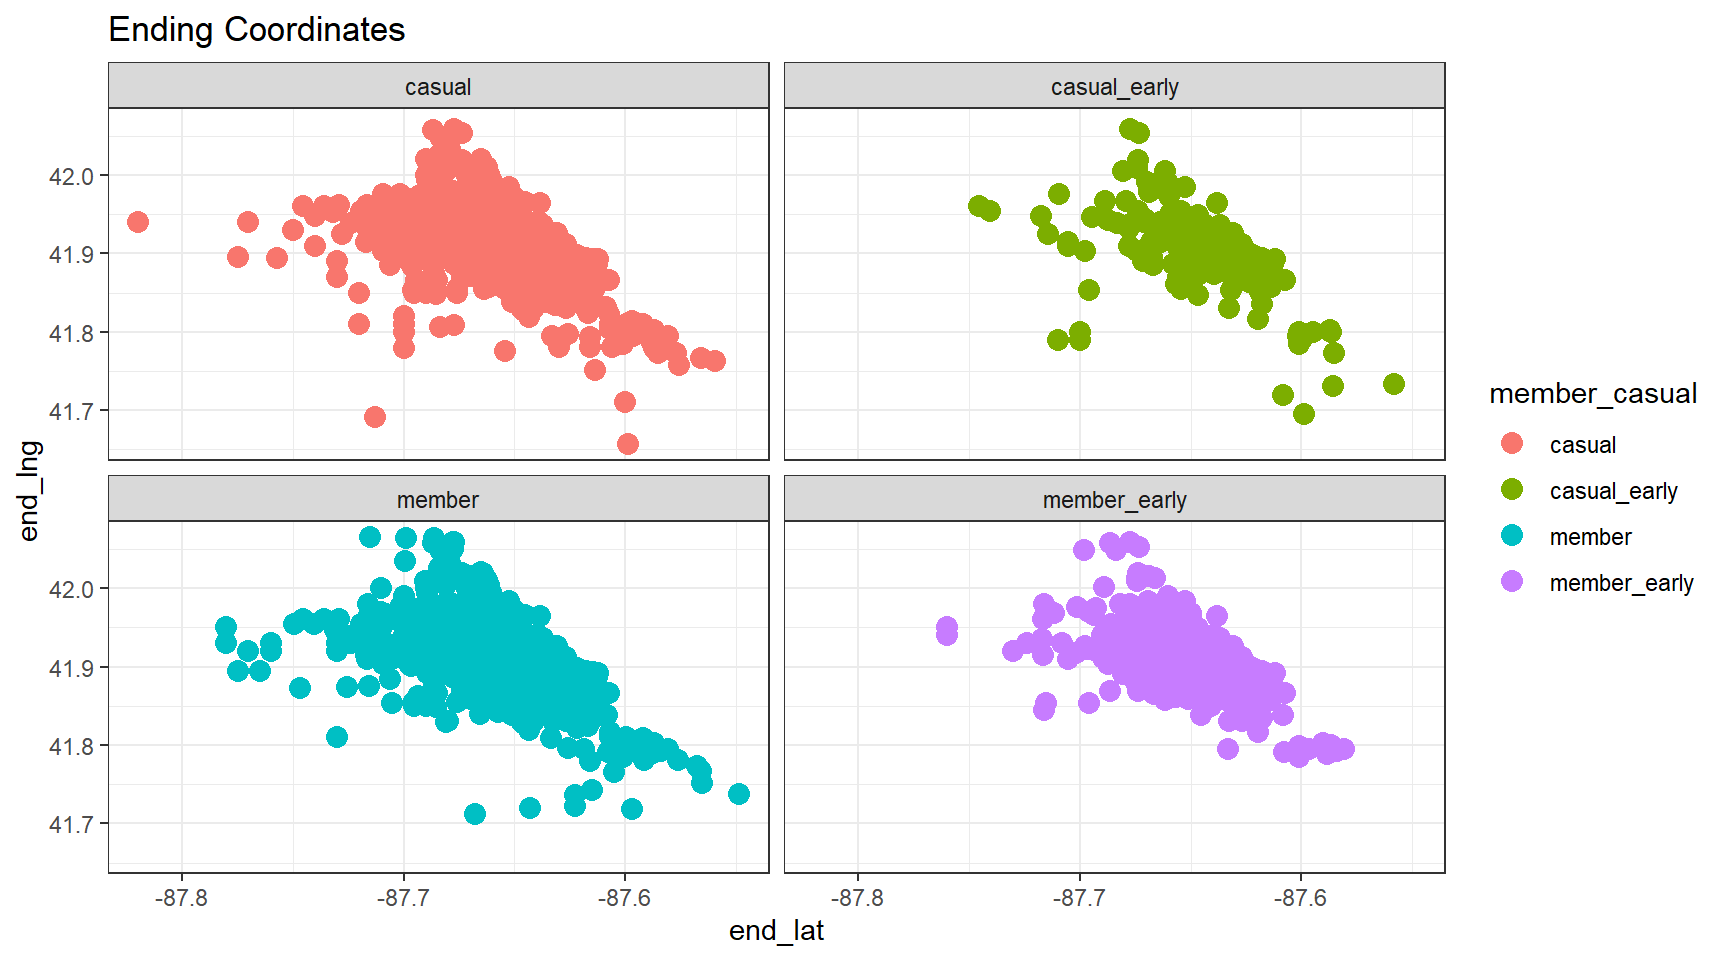 Ending Coordinates
casual
casual_early
42.0
41.9
41.8
41.7
end_lng
member
member_early
42.0
41.9
41.8
41.7
-87.8
-87.7
-87.6
-87.8
-87.7
-87.6
end_lat
member_casual
casual
casual_early
member
member_early